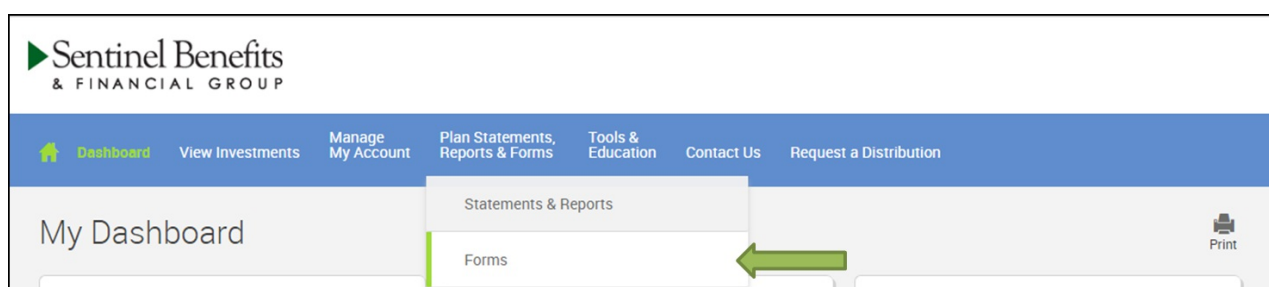 Sentinel Benefits
& FINANCIAL GROUP
Dashboard
View Investments
Manage
My Account
Plan Statements,
Reports & Forms
Tools &
Education
Contact Us
Request a Distribution
Statements & Reports
My Dashboard
Print
Forms